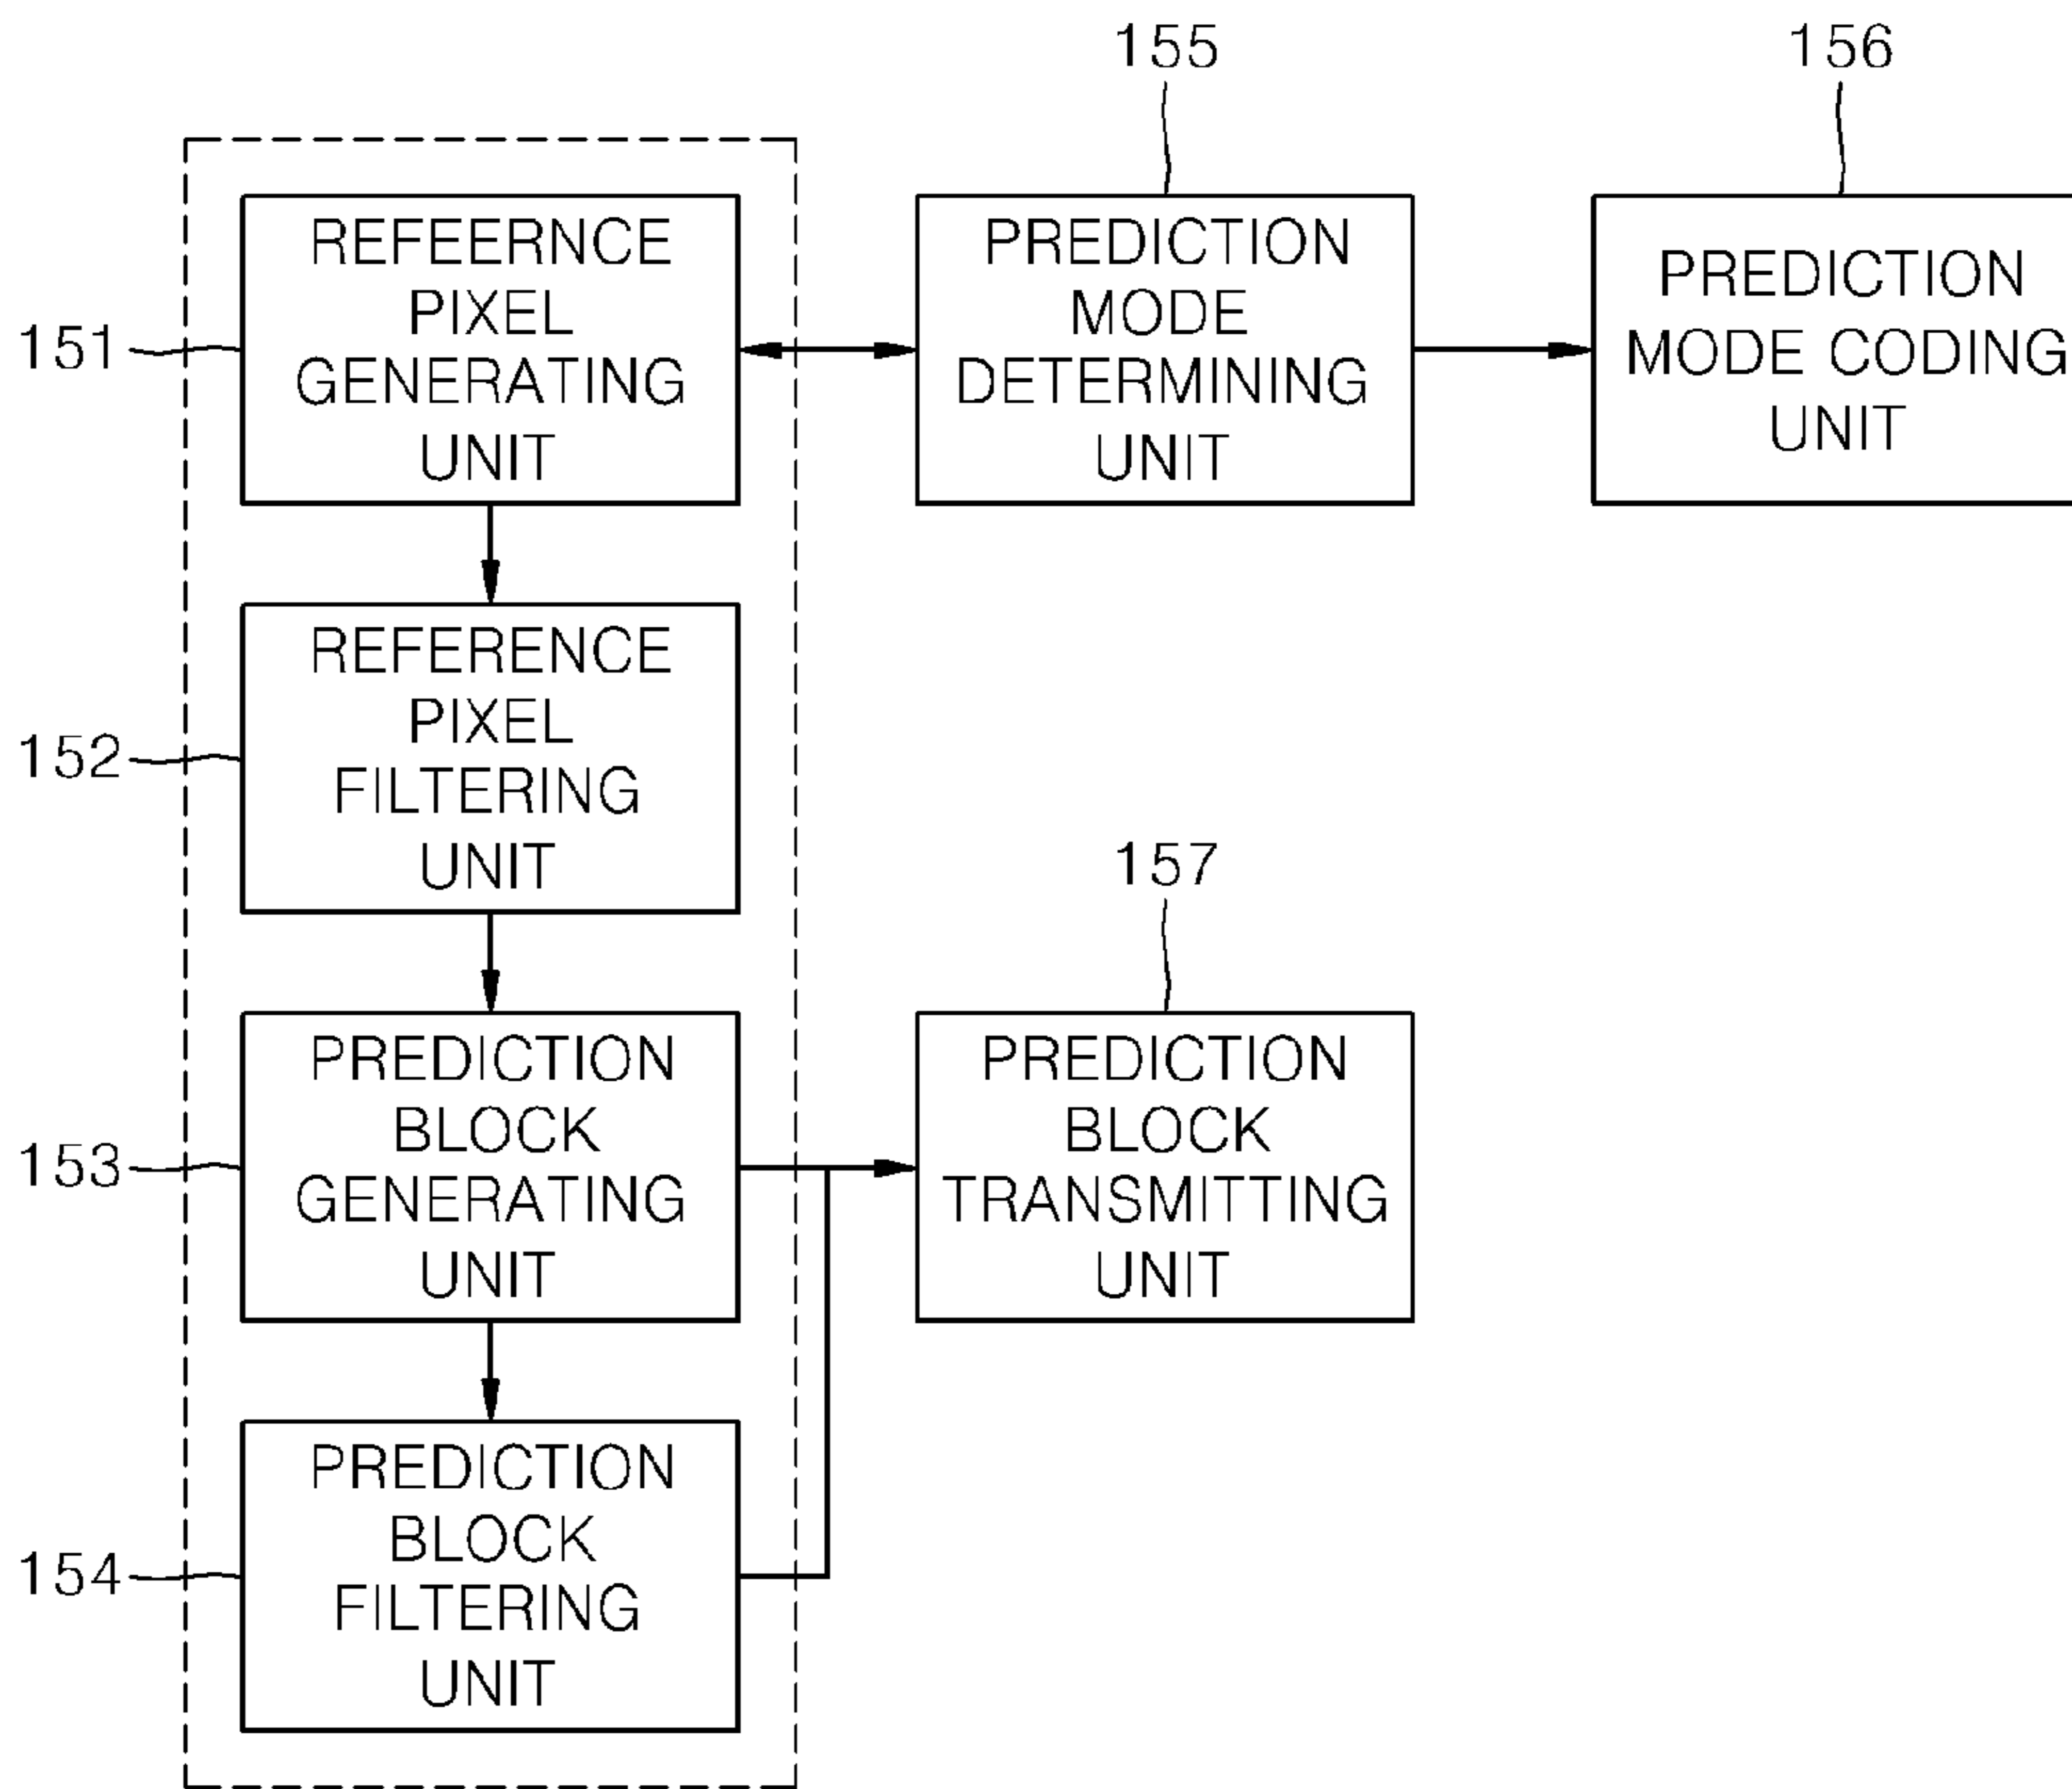 155
156
151
REFEERNCE
PIXEL
GENERATING
UNIT
PREDICTION
MODE
DETERMINING
UNIT
PREDICTION
MODE CODING
UNIT
152
REFERENCE
PIXEL
FILTERING
UNIT
157
153
PREDICTION
BLOCK
GENERATING
UNIT
PREDICTION
BLOCK
TRANSMITTING
UNIT
154
PREDICTION
BLOCK
FILTERING
UNIT